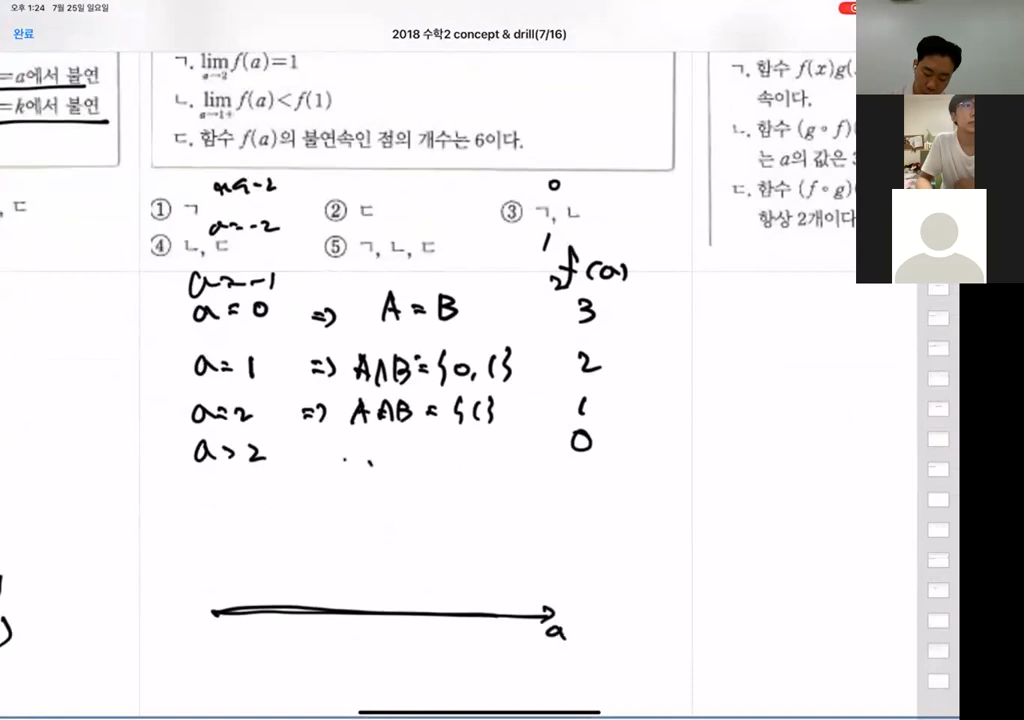 오후 1:24 7월 25일 일요일
완료
2018 수학2 concept & drill(7/16)
=a에서 불연
=k에서 불연
, ㄷ
ㄱ. lim f(a)=1
a→2
ㄴ. lim f(a)<f(1)
a→1+
ㄷ. 함수 f(a)의 불연속인 점의 개수는 6이다.
① ㄱ
② ㄷ
③ ㄱ, ㄴ
④ ㄴ, ㄷ
⑤ ㄱ, ㄴ, ㄷ
ㄱ. 함수 f(x)g(
속이다.
ㄴ. 함수 (g∘f)(
는 a의 값은
ㄷ. 함수 (f∘g)(
항상 2개이다
0
a=-2
1
f(a)
a=-1
2
a=0 => A=B 3
a=1 => A∩B={0,1} 2
a=2 => A∩B={1} 1
a>2 0
a